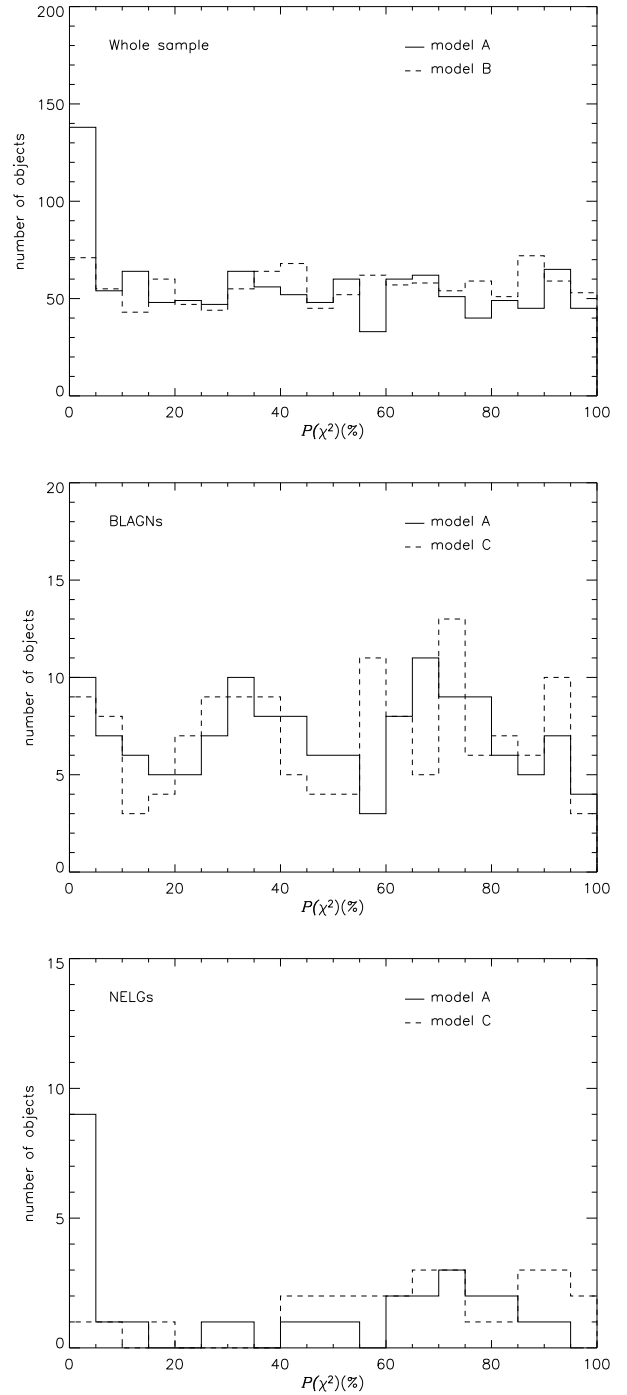 200
Whole sample
model A
model B
150
100
50
0
number of objects
0 20 40 60 80 100
P(χ²)(%)
20
BLAGNs
model A
model C
15
10
5
0
number of objects
0 20 40 60 80 100
P(χ²)(%)
15
NELGs
model A
model C
10
5
0
number of objects
0 20 40 60 80 100
P(χ²)(%)